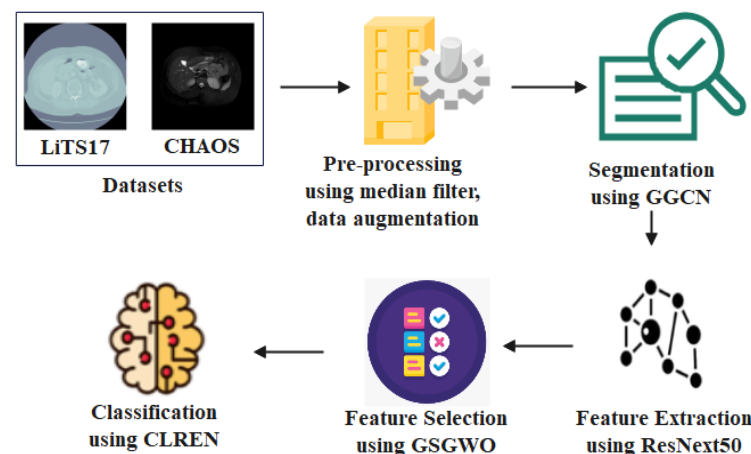 LiTS17
CHAOS
Datasets
Pre-processing
using median filter,
data augmentation
Segmentation
using GGCN
Feature Extraction
using ResNext50
Feature Selection
using GSGWO
Classification
using CLREN